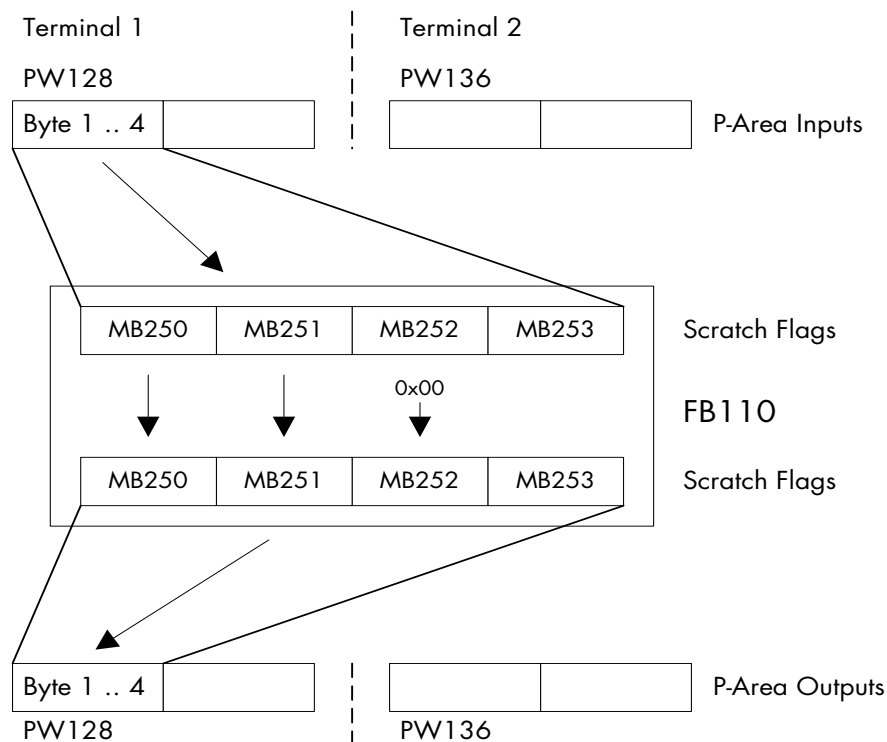 Terminal 1
Terminal 2
PW128
PW136
Byte 1 .. 4
P-Area Inputs
MB250 MB251 MB252 MB253
Scratch Flags
0x00
FB110
MB250 MB251 MB252 MB253
Scratch Flags
Byte 1 .. 4
P-Area Outputs
PW128
PW136